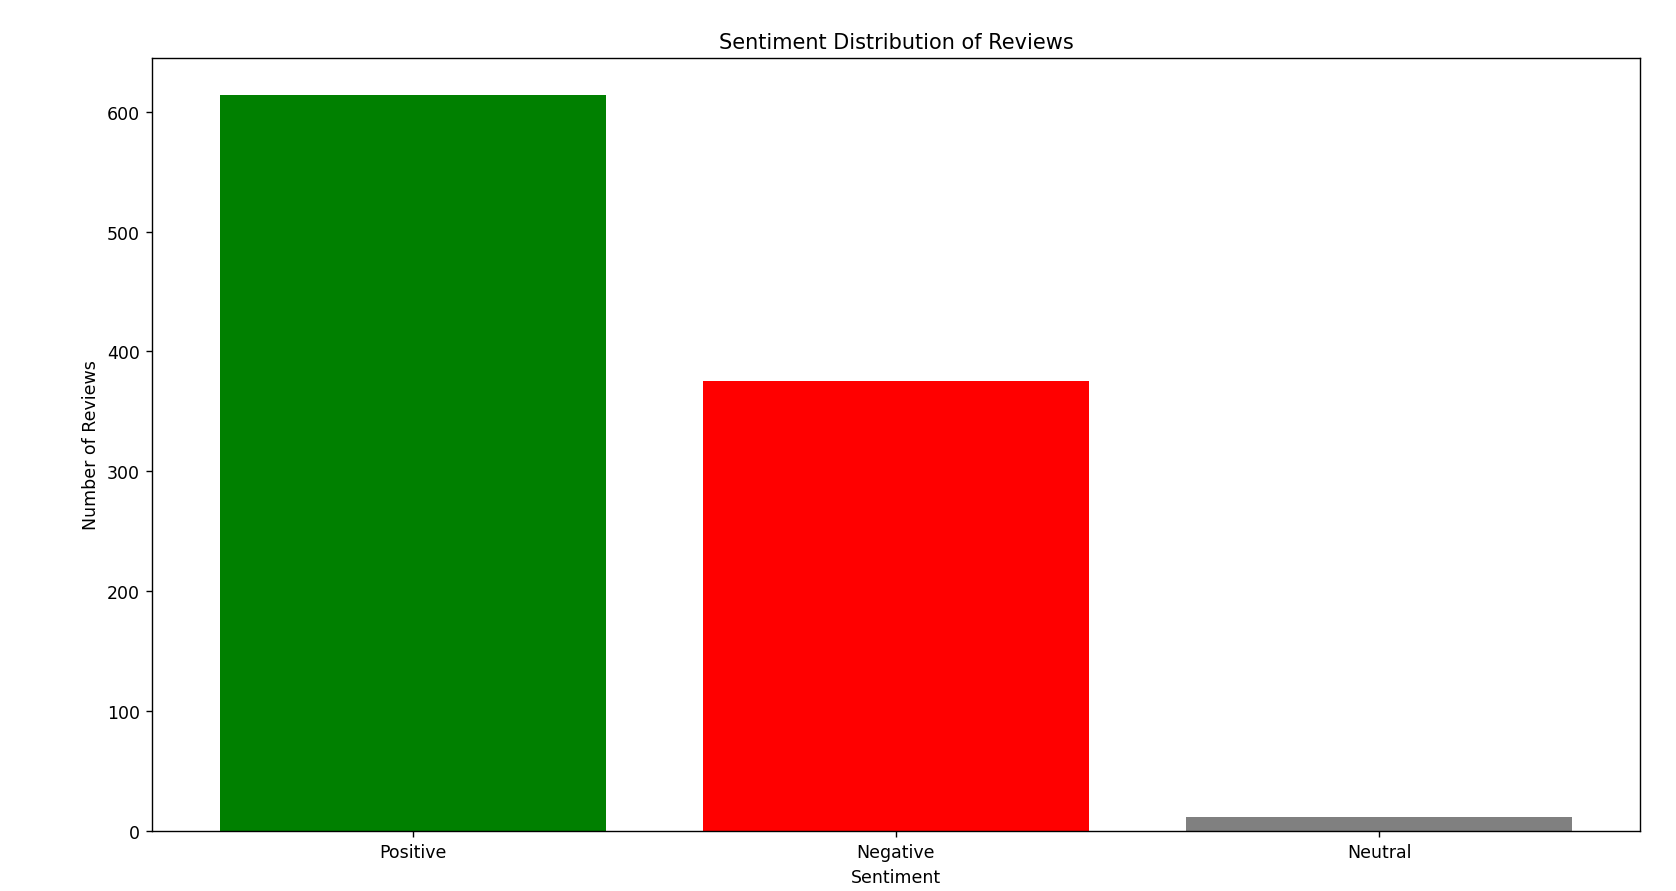 Sentiment Distribution of Reviews
600
500
400
300
200
100
0
Number of Reviews
Positive
Negative
Neutral
Sentiment